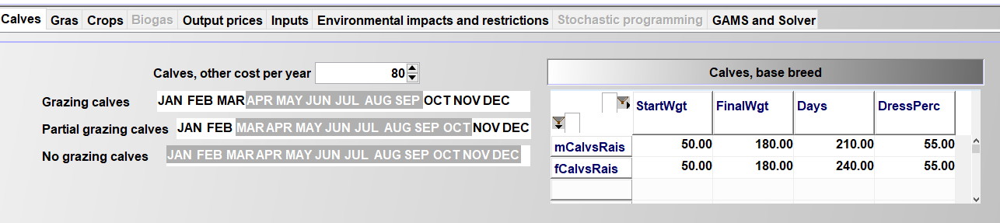 Calves Gras Crops Biogas Output prices Inputs Environmental impacts and restrictions Stochastic programming GAMS and Solver
Calves, other cost per year 80
Grazing calves JAN FEB MAR APR MAY JUN JUL AUG SEP OCT NOV DEC
Partial grazing calves JAN FEB MAR APR MAY JUN JUL AUG SEP OCT NOV DEC
No grazing calves JAN FEB MAR APR MAY JUN JUL AUG SEP OCT NOV DEC
Calves, base breed
StartWgt FinalWgt Days DressPerc
mCalvsRais 50.00 180.00 210.00 55.00
fCalvsRais 50.00 180.00 240.00 55.00